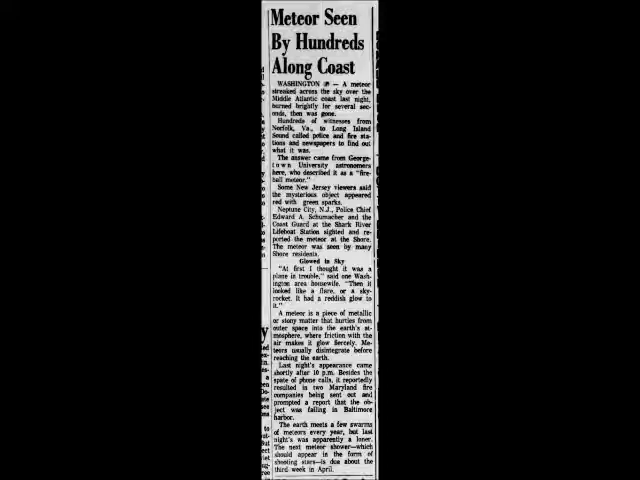 Meteor Seen
By Hundreds
Along Coast
WASHINGTON — A meteor
streaked across the sky over the
Middle Atlantic coast last night,
burned brightly for several sec-
onds, then was gone.
Hundreds of witnesses from
Norfolk, Va., to Long Island
Sound called police and fire sta-
tions and newspapers to find out
what it was.
The answer came from George-
town University astronomers
here, who described it as a "fire-
ball meteor."
Some New Jersey viewers said
the mysterious object appeared
red with green sparks.
Neptune City, N.J., Police Chief
Edward A. Schumacher and the
Coast Guard at the Shark River
Lifeboat Station sighted and re-
ported the meteor at the Shore.
The meteor was seen by many
Shore residents.
Glowed in Sky
"At first I thought it was a
plane in trouble," said one Wash-
ington area housewife. "Then it
looked like a flare, or a sky-
rocket. It had a reddish glow to
it."
A meteor is a piece of metallic
or stony matter that hurtles from
outer space into the earth's at-
mosphere, where friction with the
air makes it glow fiercely. Me-
teors usually disintegrate before
reaching the earth.
Last night's appearance came
shortly after 10 p.m. Besides the
spate of phone calls, it reportedly
resulted in two Maryland fire
companies being sent out and
prompted a report that the ob-
ject was falling in Baltimore
harbor.
The earth meets a few swarms
of meteors every year, but last
night's was apparently a loner.
The next meteor shower—which
should appear in the form of
shooting stars—is due about the
third week in April.